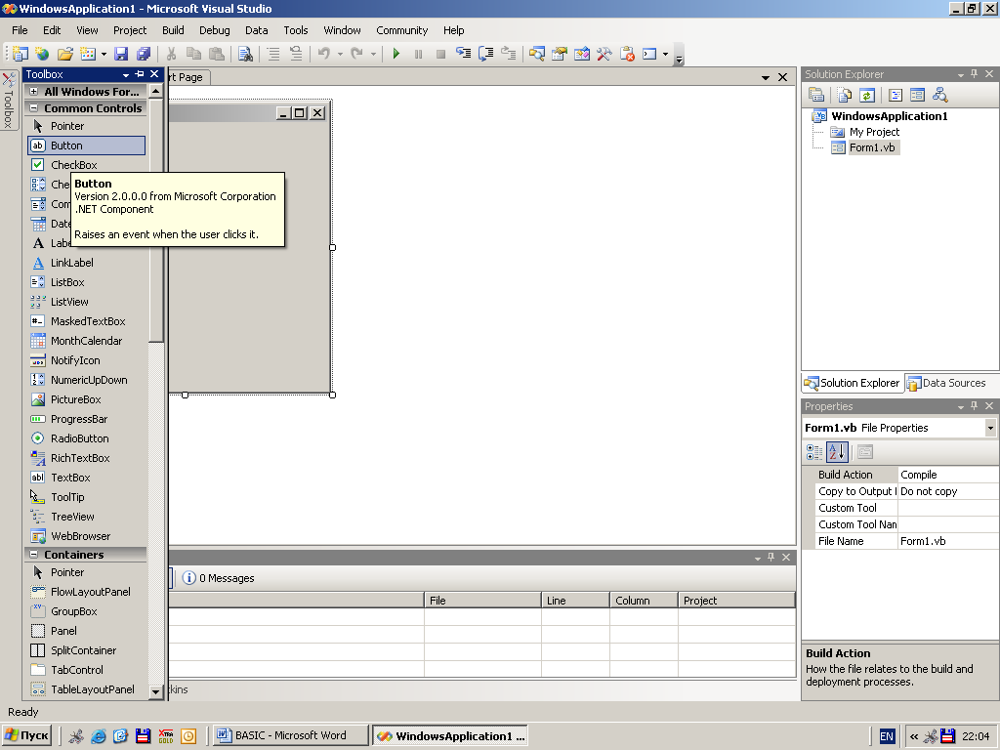 WindowsApplication1 - Microsoft Visual Studio
File Edit View Project Build Debug Data Tools Window Community Help
Toolbox
Toolbox
All Windows For...
Common Controls
Pointer
Button
CheckBox
Che
Com
Date
Labe
LinkLabel
ListBox
ListView
MaskedTextBox
MonthCalendar
NotifyIcon
NumericUpDown
PictureBox
ProgressBar
RadioButton
RichTextBox
TextBox
ToolTip
TreeView
WebBrowser
Containers
Pointer
FlowLayoutPanel
GroupBox
Panel
SplitContainer
TabControl
TableLayoutPanel
Button
Version 2.0.0.0 from Microsoft Corporation
.NET Component
Raises an event when the user clicks it.
rt Page
0 Messages
File Line Column Project
kins
Solution Explorer
WindowsApplication1
My Project
Form1.vb
Solution Explorer Data Sources
Properties
Form1.vb File Properties
Build Action Compile
Copy to Output Do not copy
Custom Tool
Custom Tool Nam
File Name Form1.vb
Build Action
How the file relates to the build and
deployment processes.
Ready
Пуск XTRA GOLD BASIC - Microsoft Word WindowsApplication1 ... EN « 22:04